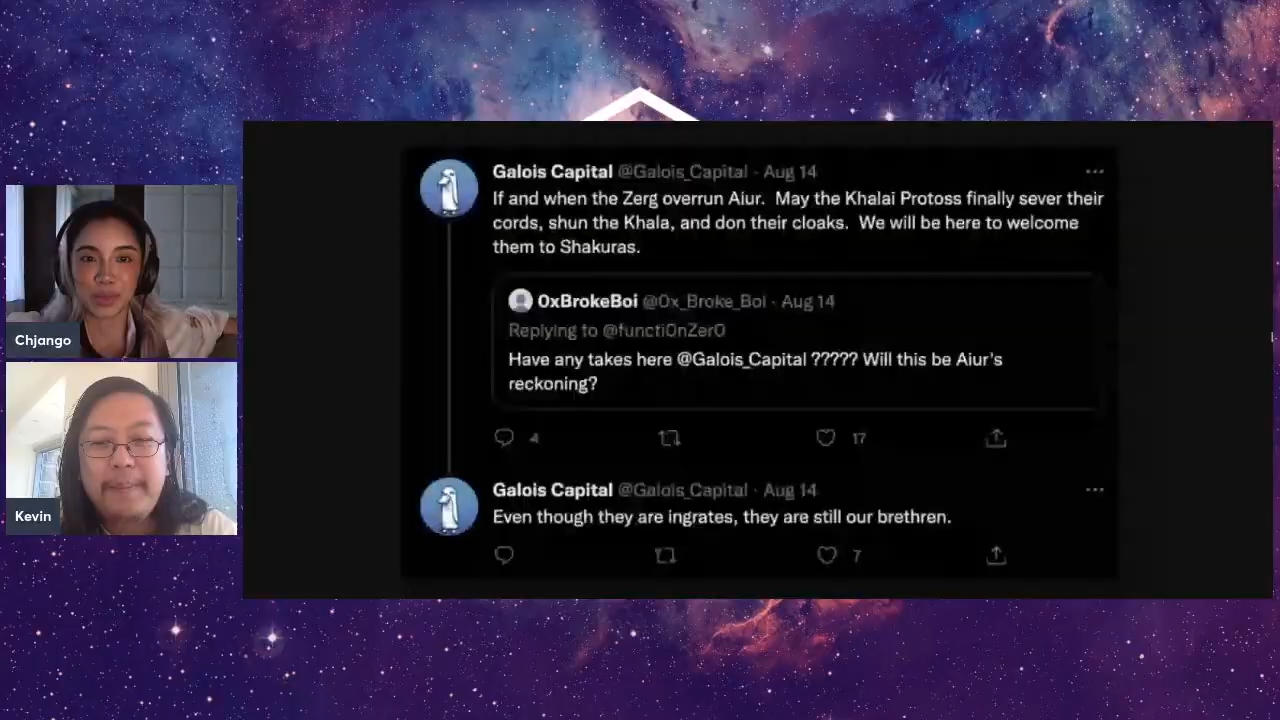 Galois Capital @Galois_Capital · Aug 14
If and when the Zerg overrun Aiur. May the Khalai Protoss finally sever their
cords, shun the Khala, and don their cloaks. We will be here to welcome
them to Shakuras.
0xBrokeBoi @0x_Broke_Boi · Aug 14
Replying to @functi0nZer0
Have any takes here @Galois_Capital ????? Will this be Aiur's
reckoning?
4 17
Galois Capital @Galois_Capital · Aug 14
Even though they are ingrates, they are still our brethren.
7
Chjango
Kevin